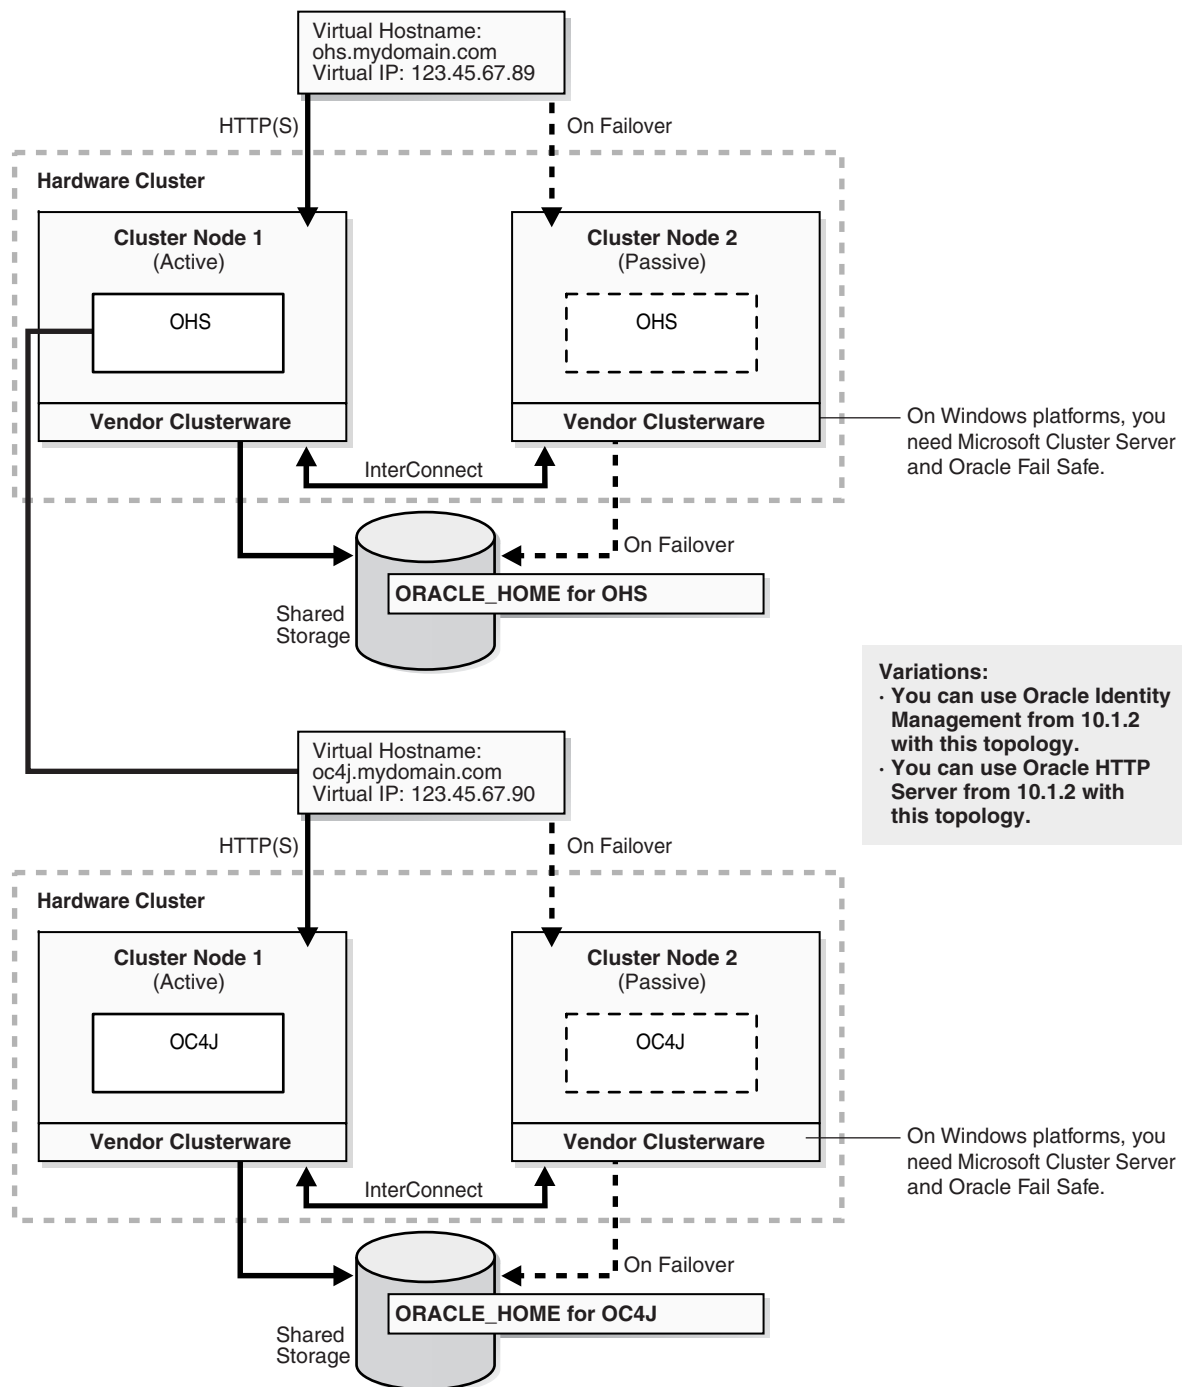 Virtual Hostname:
ohs.mydomain.com
Virtual IP: 123.45.67.89
HTTP(S)
On Failover
Hardware Cluster
Cluster Node 1
(Active)
OHS
Vendor Clusterware
Cluster Node 2
(Passive)
OHS
Vendor Clusterware
On Windows platforms, you
need Microsoft Cluster Server
and Oracle Fail Safe.
InterConnect
On Failover
ORACLE_HOME for OHS
Shared
Storage
Variations:
· You can use Oracle Identity
Management from 10.1.2
with this topology.
· You can use Oracle HTTP
Server from 10.1.2 with
this topology.
Virtual Hostname:
oc4j.mydomain.com
Virtual IP: 123.45.67.90
HTTP(S)
On Failover
Hardware Cluster
Cluster Node 1
(Active)
OC4J
Vendor Clusterware
Cluster Node 2
(Passive)
OC4J
Vendor Clusterware
On Windows platforms, you
need Microsoft Cluster Server
and Oracle Fail Safe.
InterConnect
On Failover
ORACLE_HOME for OC4J
Shared
Storage